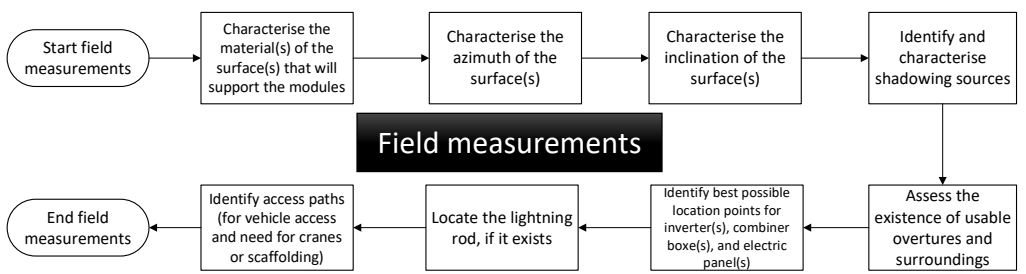 Start field
measurements
Characterise the
material(s) of the
surface(s) that will
support the modules
Characterise the
azimuth of the
surface(s)
Characterise the
inclination of the
surface(s)
Identify and
characterise
shadowing sources
Field measurements
Assess the
existence of usable
overtures and
surroundings
Identify best possible
location points for
inverter(s), combiner
boxe(s), and electric
panel(s)
Locate the lightning
rod, if it exists
Identify access paths
(for vehicle access
and need for cranes
or scaffolding)
End field
measurements